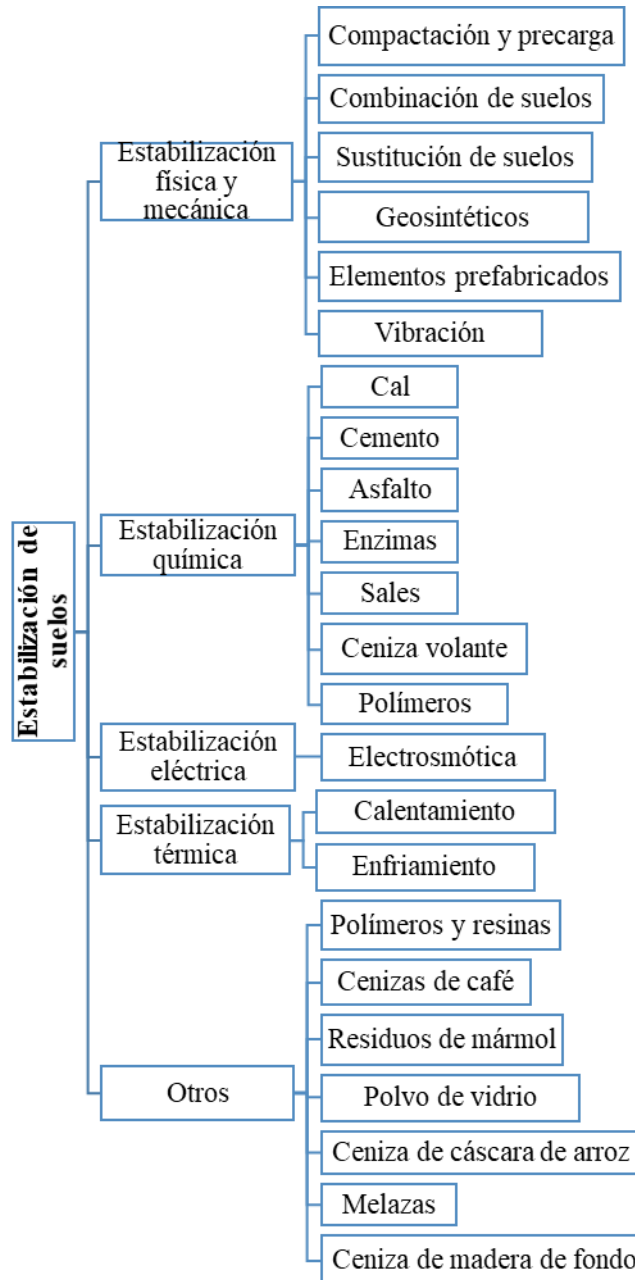 Estabilización de
suelos
Estabilización
física y
mecánica
Compactación y precarga
Combinación de suelos
Sustitución de suelos
Geosintéticos
Elementos prefabricados
Vibración
Estabilización
química
Cal
Cemento
Asfalto
Enzimas
Sales
Ceniza volante
Polímeros
Estabilización
eléctrica
Electrosmótica
Estabilización
térmica
Calentamiento
Enfriamiento
Otros
Polímeros y resinas
Cenizas de café
Residuos de mármol
Polvo de vidrio
Ceniza de cáscara de arroz
Melazas
Ceniza de madera de fondo